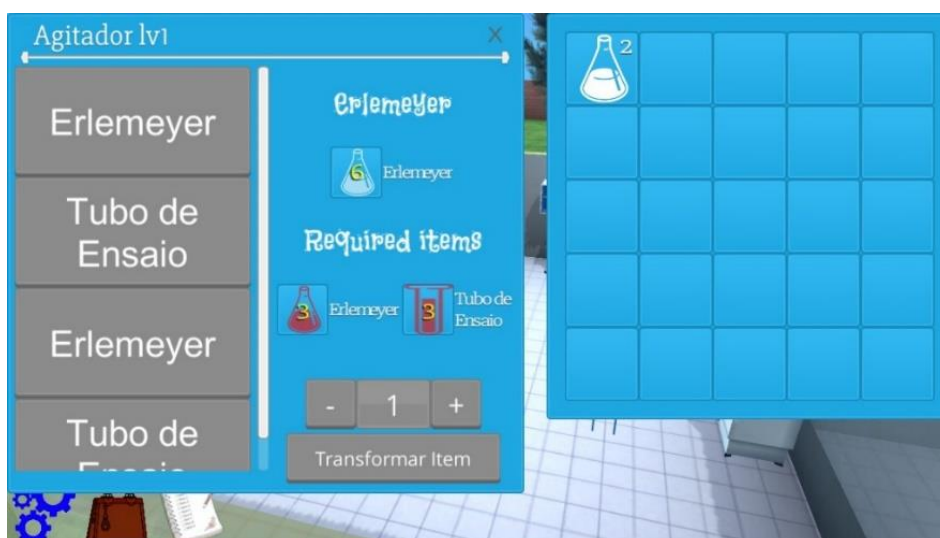 Agitador lv1
X
Erlemeyer
Tubo de
Ensaio
Erlemeyer
Tubo de
Ensaio
Erlemeyer
6
Erlemeyer
Required items
3
Erlemeyer
3
Tubo de
Ensaio
-
1
+
Transformar Item
2